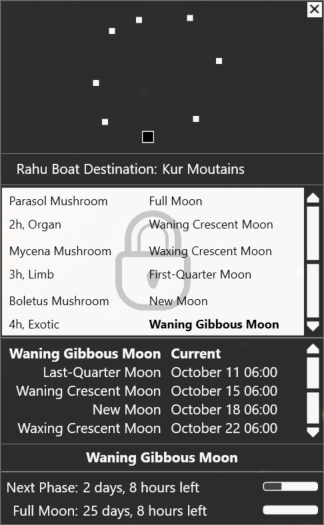 Rahu Boat Destination: Kur Moutains
Parasol Mushroom Full Moon
2h, Organ Waning Crescent Moon
Mycena Mushroom Waxing Crescent Moon
3h, Limb First-Quarter Moon
Boletus Mushroom New Moon
4h, Exotic Waning Gibbous Moon
Waning Gibbous Moon Current
Last-Quarter Moon October 11 06:00
Waning Crescent Moon October 15 06:00
New Moon October 18 06:00
Waxing Crescent Moon October 22 06:00
Waning Gibbous Moon
Next Phase: 2 days, 8 hours left
Full Moon: 25 days, 8 hours left